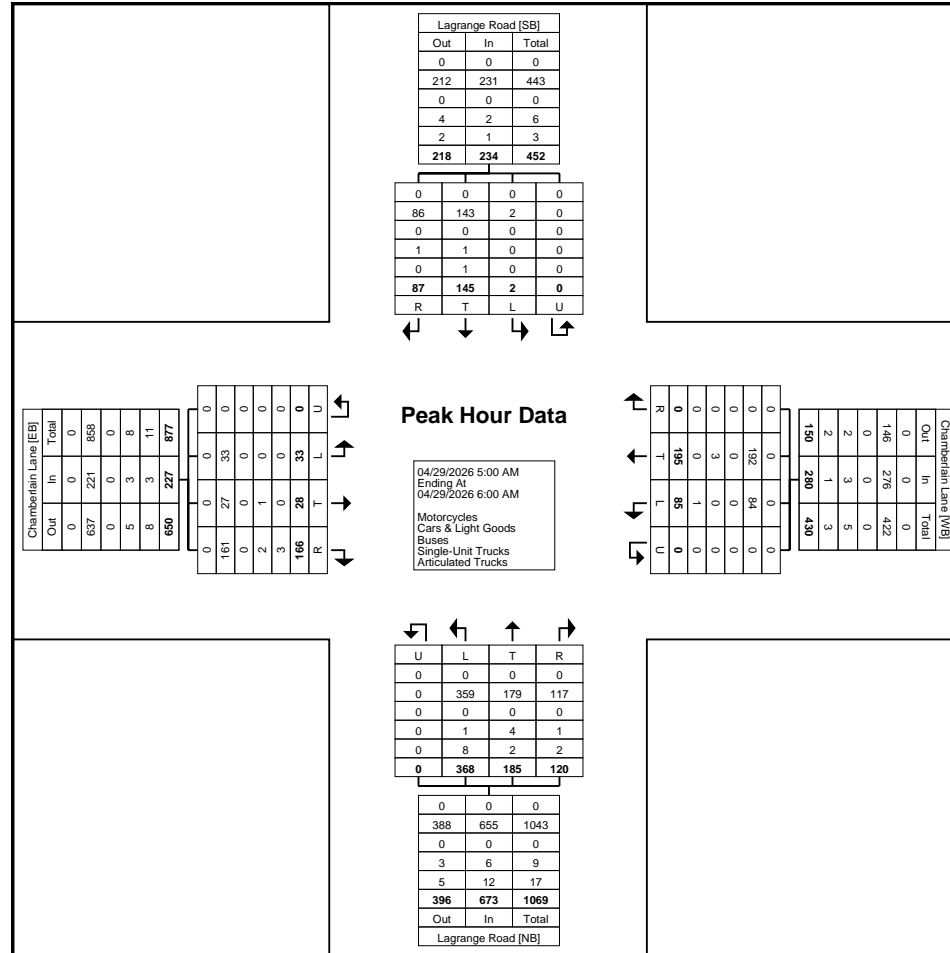 Lagrange Road [SB]
Out In Total
0 0 0
212 231 443
0 0 0
4 2 6
2 1 3
218 234 452
0 0 0 0
86 143 2 0
0 0 0 0
1 1 0 0
0 1 0 0
87 145 2 0
R T L U
Chamberlain Lane [EB]
Total In Out
0 0 0
858 221 637
0 0 0
8 3 5
11 3 8
877 227 650
0 0 0 0
0 33 27 161
0 0 0 0
0 0 1 2
0 0 0 3
0 33 28 166
U L T R
Peak Hour Data
04/29/2026 5:00 AM
Ending At
04/29/2026 6:00 AM
Motorcycles
Cars & Light Goods
Buses
Single-Unit Trucks
Articulated Trucks
Chamberlain Lane [WB]
Out In Total
0 0 0
146 276 422
0 0 0
2 3 5
2 1 3
150 280 430
0 0 0 0
0 192 84 0
0 0 0 0
0 3 0 0
0 0 1 0
0 195 85 0
R T L U
U L T R
0 0 0 0
0 359 179 117
0 0 0 0
0 1 4 1
0 8 2 2
0 368 185 120
0 0 0
388 655 1043
0 0 0
3 6 9
5 12 17
396 673 1069
Out In Total
Lagrange Road [NB]